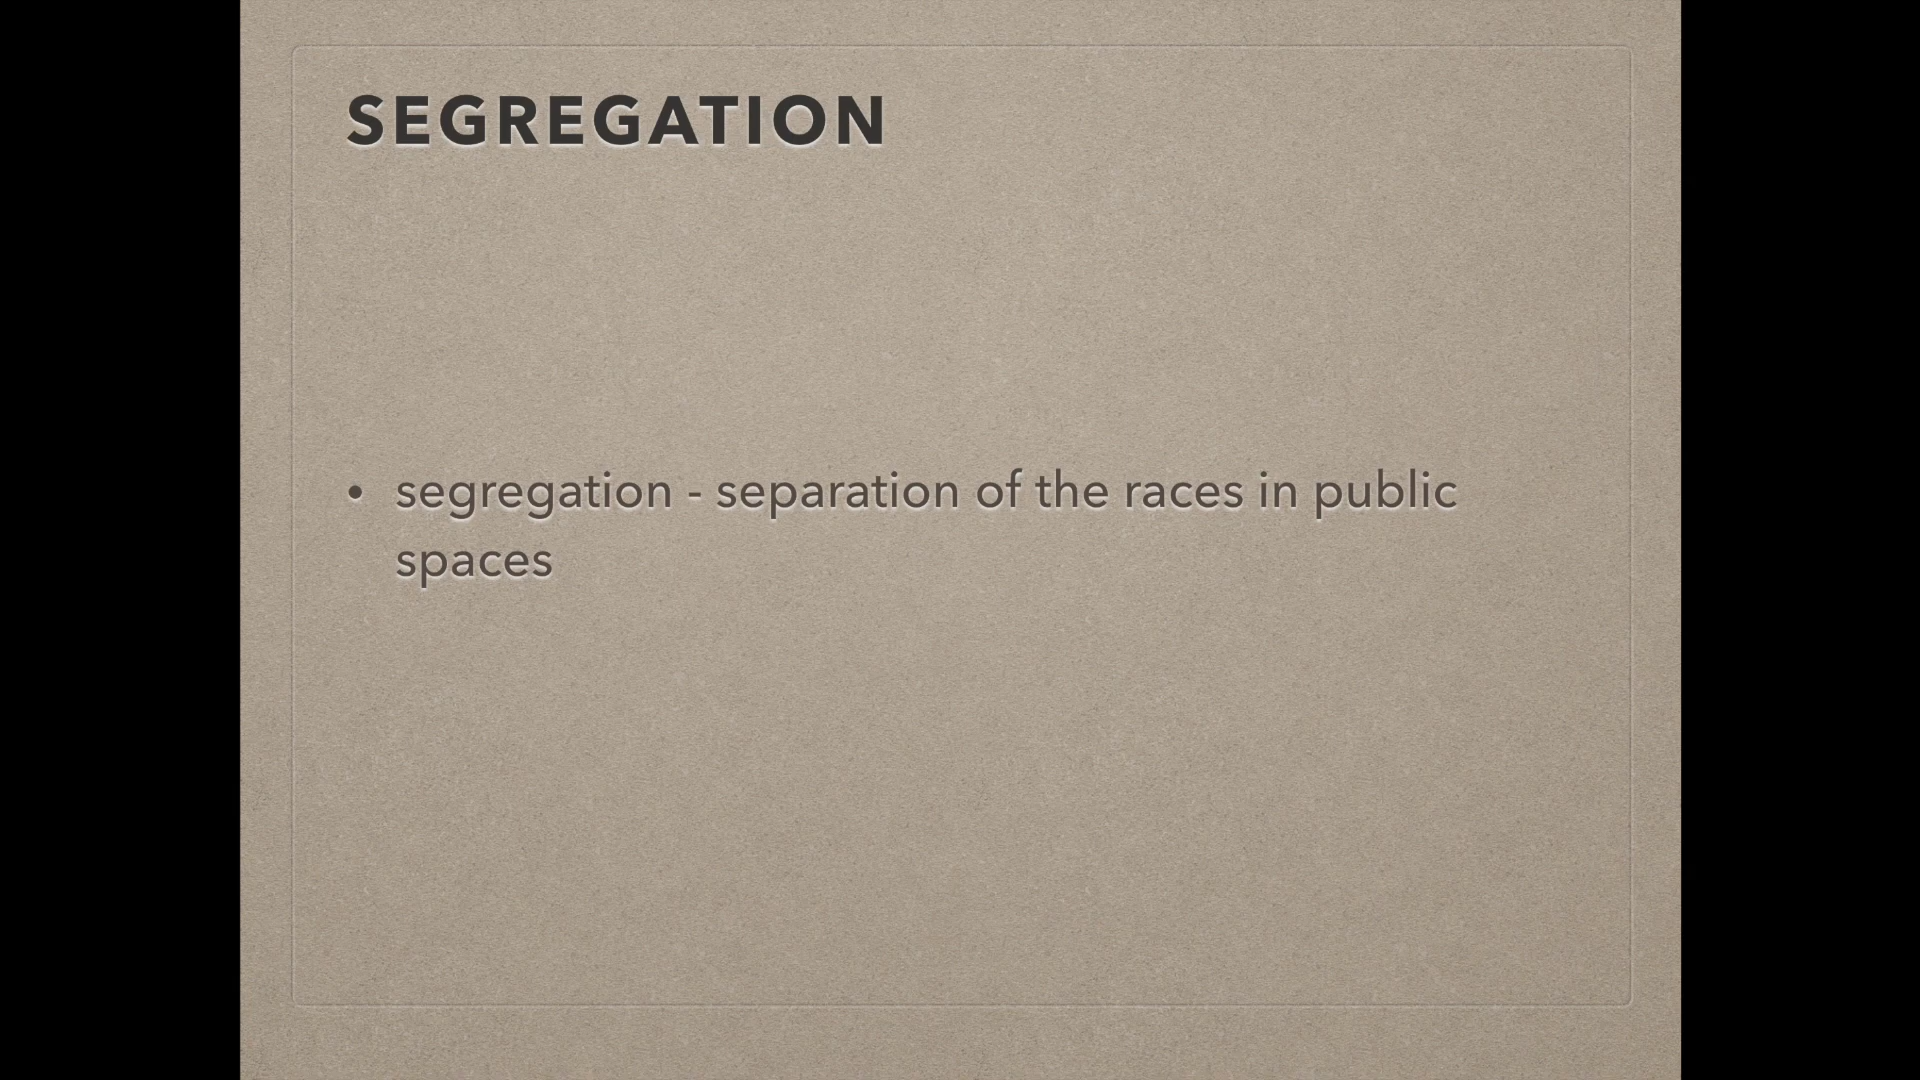 SEGREGATION
• segregation - separation of the races in public
spaces